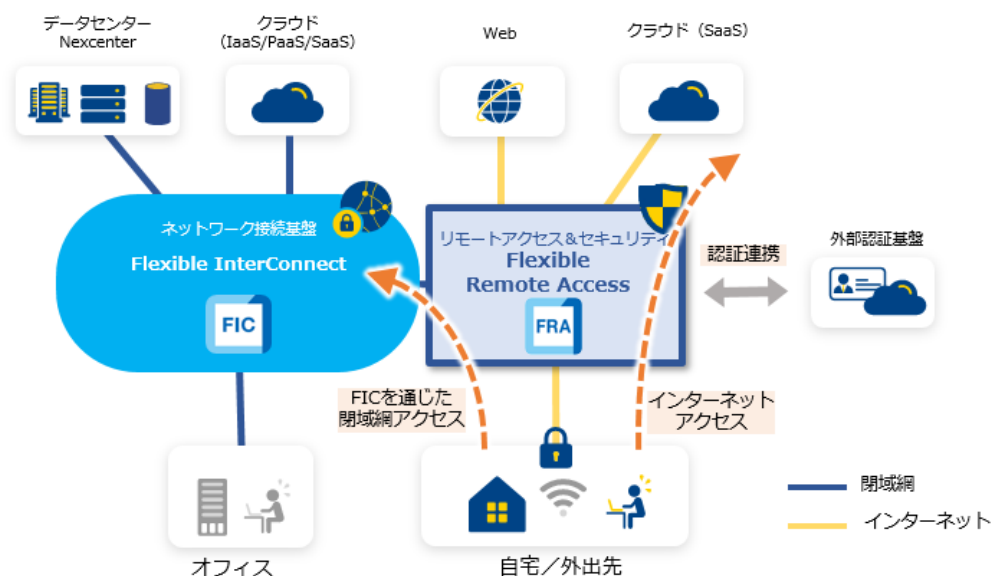 データセンター
Nexcenter
クラウド
（IaaS/PaaS/SaaS）
Web
クラウド（SaaS）
ネットワーク接続基盤
Flexible InterConnect
FIC
リモートアクセス＆セキュリティ
Flexible
Remote Access
FRA
認証連携
外部認証基盤
FICを通じた
閉域網アクセス
インターネット
アクセス
オフィス
自宅／外出先
閉域網
インターネット